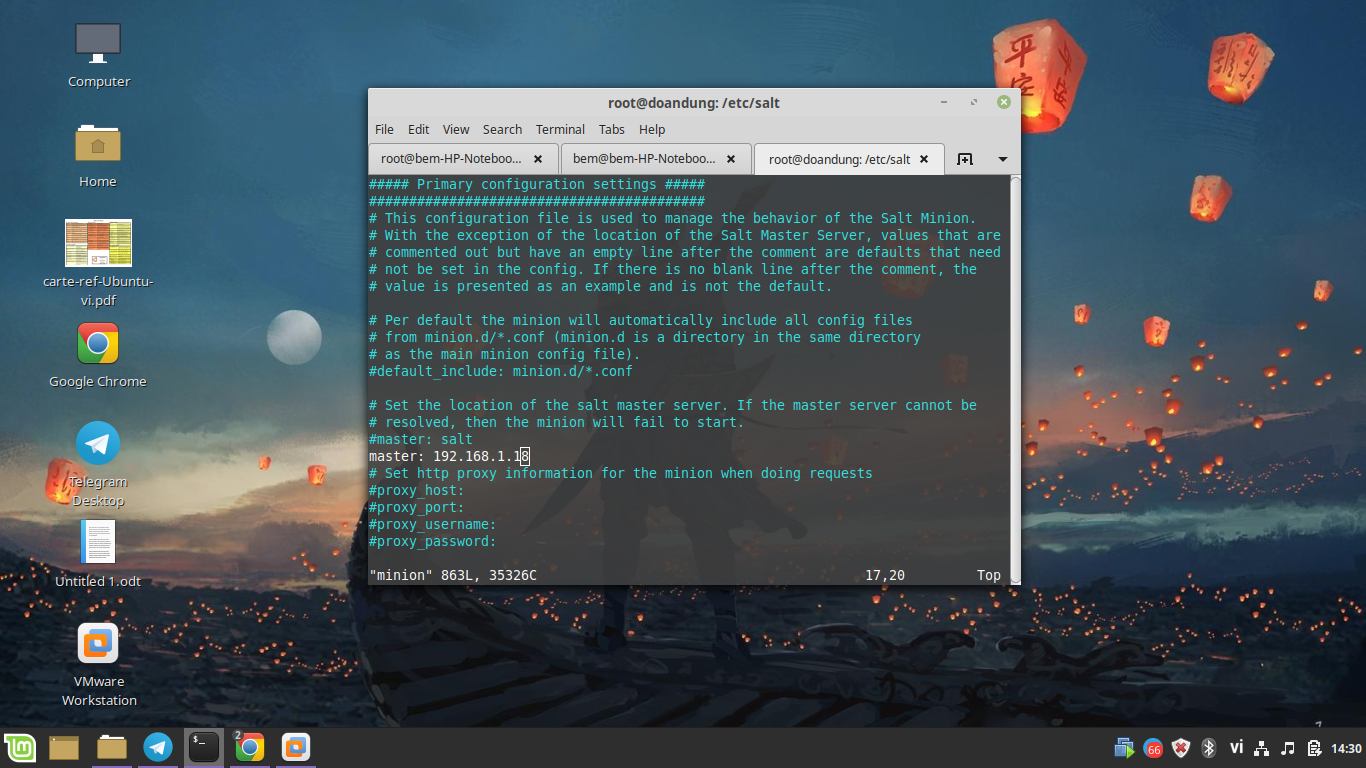 Computer
Home
carte-ref-Ubuntu-
vi.pdf
Google Chrome
Telegram
Desktop
Untitled 1.odt
VMware
Workstation
平
安
root@doandung: /etc/salt
File Edit View Search Terminal Tabs Help
root@bem-HP-Noteboo...
bem@bem-HP-Noteboo...
root@doandung: /etc/salt
##### Primary configuration settings #####
##########################################
# This configuration file is used to manage the behavior of the Salt Minion.
# With the exception of the location of the Salt Master Server, values that are
# commented out but have an empty line after the comment are defaults that need
# not be set in the config. If there is no blank line after the comment, the
# value is presented as an example and is not the default.
# Per default the minion will automatically include all config files
# from minion.d/*.conf (minion.d is a directory in the same directory
# as the main minion config file).
#default_include: minion.d/*.conf
# Set the location of the salt master server. If the master server cannot be
# resolved, then the minion will fail to start.
#master: salt
master: 192.168.1.18
# Set http proxy information for the minion when doing requests
#proxy_host:
#proxy_port:
#proxy_username:
#proxy_password:
"minion" 863L, 35326C 17,20 Top
$_
2
66
vi
14:30